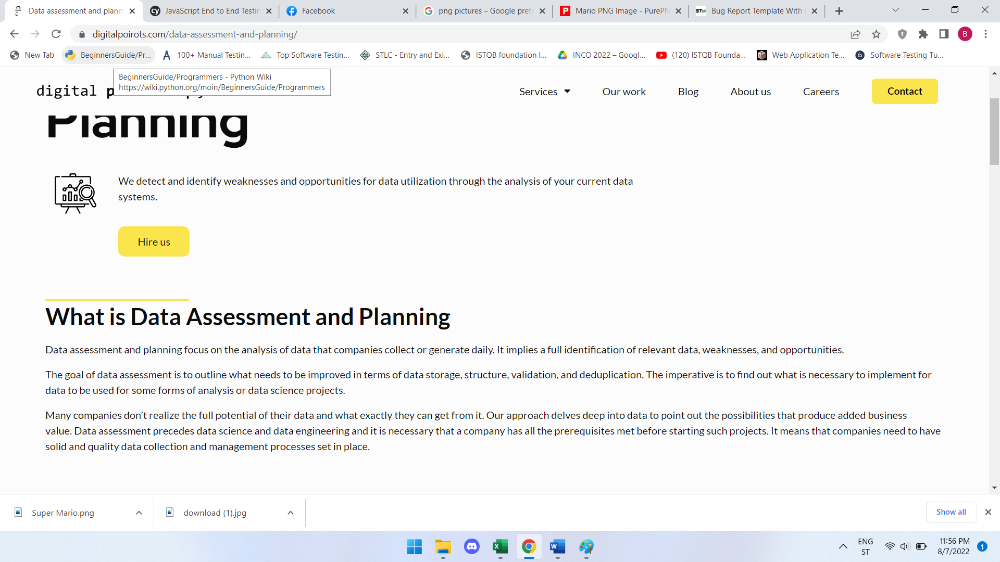 Data assessment and plann
JavaScript End to End Testin
Facebook
png pictures – Google pretr
Mario PNG Image - PurePN
Bug Report Template With
digitalpoirots.com/data-assessment-and-planning/
B
New Tab
BeginnersGuide/Pr...
100+ Manual Testin...
Top Software Testin...
STLC - Entry and Exi...
ISTQB foundation l...
INCO 2022 – Googl...
(120) ISTQB Founda...
Web Application Te...
Software Testing Tu...
BeginnersGuide/Programmers - Python Wiki
https://wiki.python.org/moin/BeginnersGuide/Programmers
digital
Services
Our work
Blog
About us
Careers
Contact
Planning
We detect and identify weaknesses and opportunities for data utilization through the analysis of your current data
systems.
Hire us
What is Data Assessment and Planning
Data assessment and planning focus on the analysis of data that companies collect or generate daily. It implies a full identification of relevant data, weaknesses, and opportunities.
The goal of data assessment is to outline what needs to be improved in terms of data storage, structure, validation, and deduplication. The imperative is to find out what is necessary to implement for
data to be used for some forms of analysis or data science projects.
Many companies don’t realize the full potential of their data and what exactly they can get from it. Our approach delves deep into data to point out the possibilities that produce added business
value. Data assessment precedes data science and data engineering and it is necessary that a company has all the prerequisites met before starting such projects. It means that companies need to have
solid and quality data collection and management processes set in place.
Super Mario.png
download (1).jpg
Show all
ENG
ST
11:56 PM
8/7/2022
1